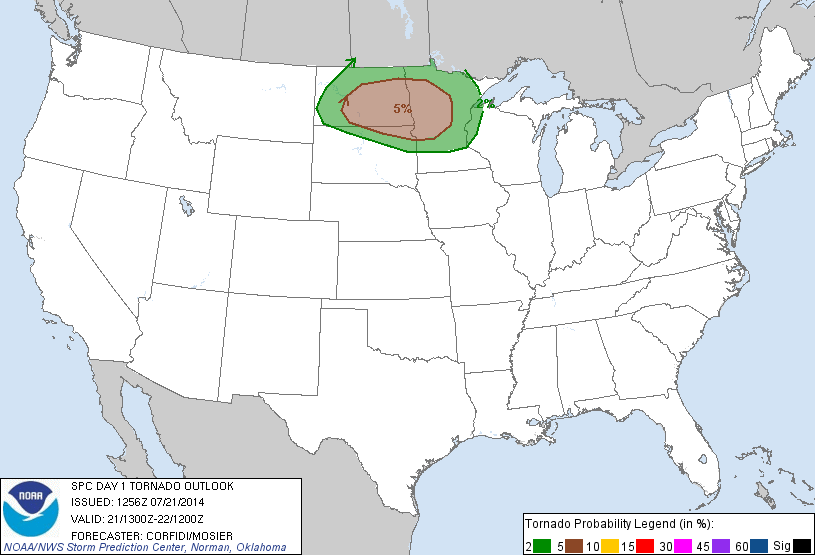 5%
2%
NOAA
SPC DAY 1 TORNADO OUTLOOK
ISSUED: 1256Z 07/21/2014
VALID: 21/1300Z-22/1200Z
FORECASTER: CORFIDI/MOSIER
NOAA/NWS Storm Prediction Center, Norman, Oklahoma
Tornado Probability Legend (in %):
2 5 10 15 30 45 60 Sig